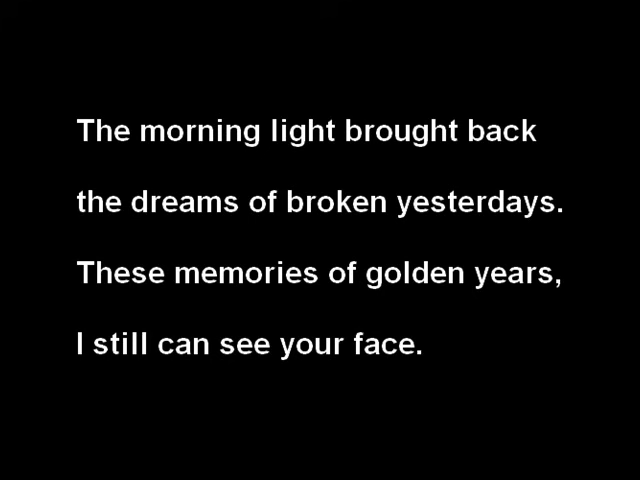 The morning light brought back
the dreams of broken yesterdays.
These memories of golden years,
I still can see your face.